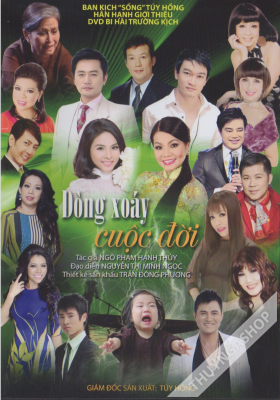 BAN KỊCH "SỐNG" TÚY HỒNG
HÂN HẠNH GIỚI THIỆU
DVD BI HÀI TRƯỜNG KỊCH
Dòng xoáy
cuộc đời
Tác giả NGÔ PHẠM HẠNH THÚY
Đạo diễn NGUYỄN THỊ MINH NGỌC
Thiết kế sân khấu TRẦN ĐÔNG PHƯƠNG
GIÁM ĐỐC SẢN XUẤT: TÚY HỒNG